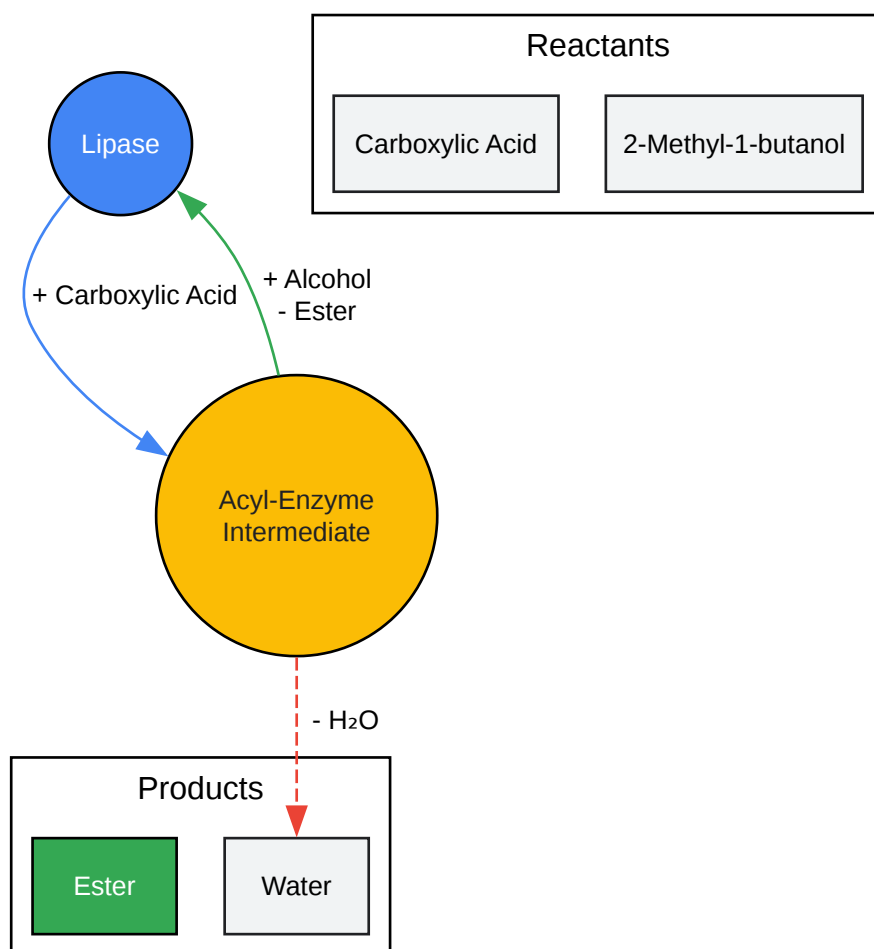 Reactants
Carboxylic Acid
2-Methyl-1-butanol
Lipase
+ Carboxylic Acid
+ Alcohol
- Ester
Acyl-Enzyme
Intermediate
- H₂O
Products
Ester
Water